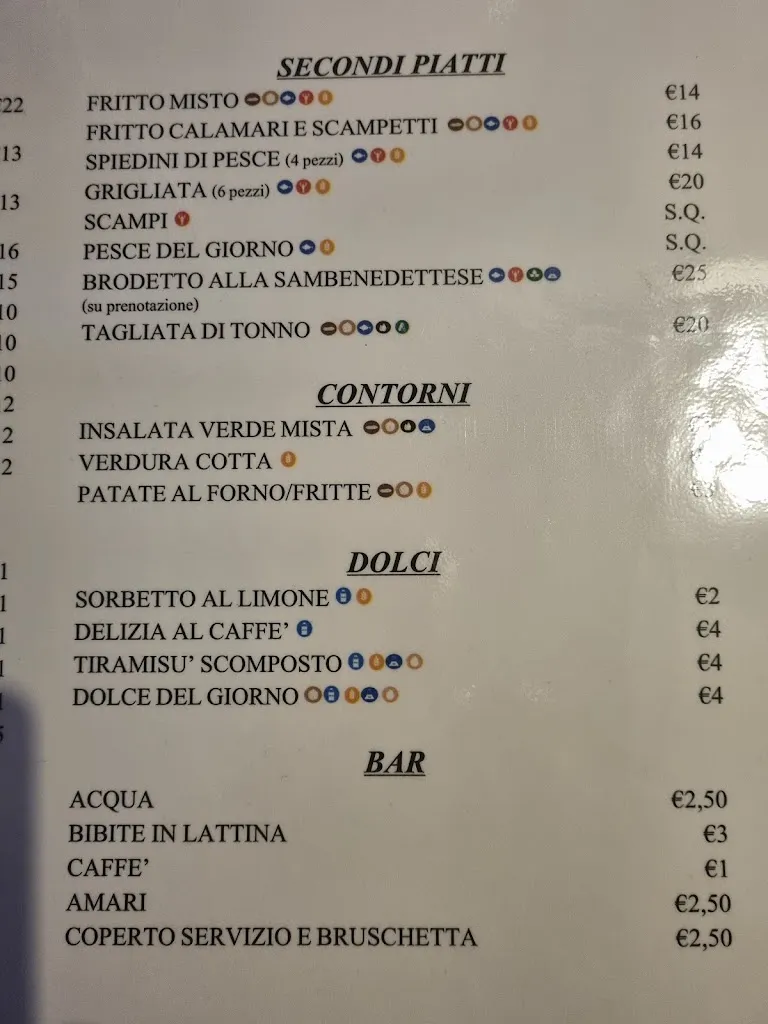 SECONDI PIATTI
FRITTO MISTO €14
FRITTO CALAMARI E SCAMPETTI €16
SPIEDINI DI PESCE (4 pezzi) €14
GRIGLIATA (6 pezzi) €20
SCAMPI S.Q.
PESCE DEL GIORNO S.Q.
BRODETTO ALLA SAMBENEDETTESE €25
(su prenotazione)
TAGLIATA DI TONNO €20
CONTORNI
INSALATA VERDE MISTA
VERDURA COTTA
PATATE AL FORNO/FRITTE
DOLCI
SORBETTO AL LIMONE €2
DELIZIA AL CAFFE' €4
TIRAMISU' SCOMPOSTO €4
DOLCE DEL GIORNO €4
BAR
ACQUA €2,50
BIBITE IN LATTINA €3
CAFFE' €1
AMARI €2,50
COPERTO SERVIZIO E BRUSCHETTA €2,50